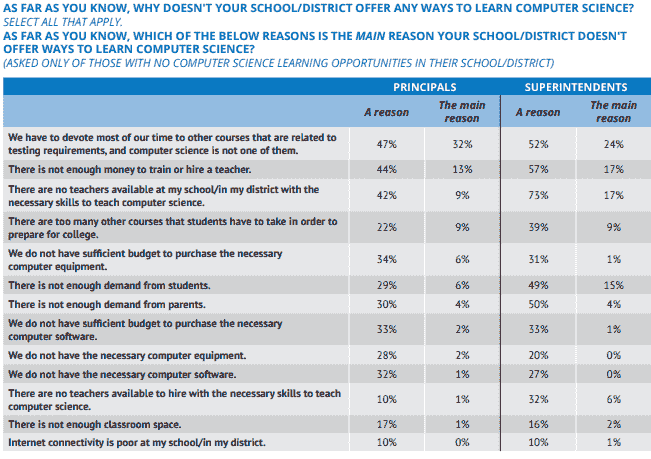 AS FAR AS YOU KNOW, WHY DOESN'T YOUR SCHOOL/DISTRICT OFFER ANY WAYS TO LEARN COMPUTER SCIENCE?
SELECT ALL THAT APPLY.
AS FAR AS YOU KNOW, WHICH OF THE BELOW REASONS IS THE MAIN REASON YOUR SCHOOL/DISTRICT DOESN'T
OFFER WAYS TO LEARN COMPUTER SCIENCE?
(ASKED ONLY OF THOSE WITH NO COMPUTER SCIENCE LEARNING OPPORTUNITIES IN THEIR SCHOOL/DISTRICT)
PRINCIPALS SUPERINTENDENTS
A reason The main reason A reason The main reason
We have to devote most of our time to other courses that are related to
testing requirements, and computer science is not one of them. 47% 32% 52% 24%
There is not enough money to train or hire a teacher. 44% 13% 57% 17%
There are no teachers available at my school/in my district with the
necessary skills to teach computer science. 42% 9% 73% 17%
There are too many other courses that students have to take in order to
prepare for college. 22% 9% 39% 9%
We do not have sufficient budget to purchase the necessary
computer equipment. 34% 6% 31% 1%
There is not enough demand from students. 29% 6% 49% 15%
There is not enough demand from parents. 30% 4% 50% 4%
We do not have sufficient budget to purchase the necessary
computer software. 33% 2% 33% 1%
We do not have the necessary computer equipment. 28% 2% 20% 0%
We do not have the necessary computer software. 32% 1% 27% 0%
There are no teachers available to hire with the necessary skills to teach
computer science. 10% 1% 32% 6%
There is not enough classroom space. 17% 1% 16% 2%
Internet connectivity is poor at my school/in my district. 10% 0% 10% 1%